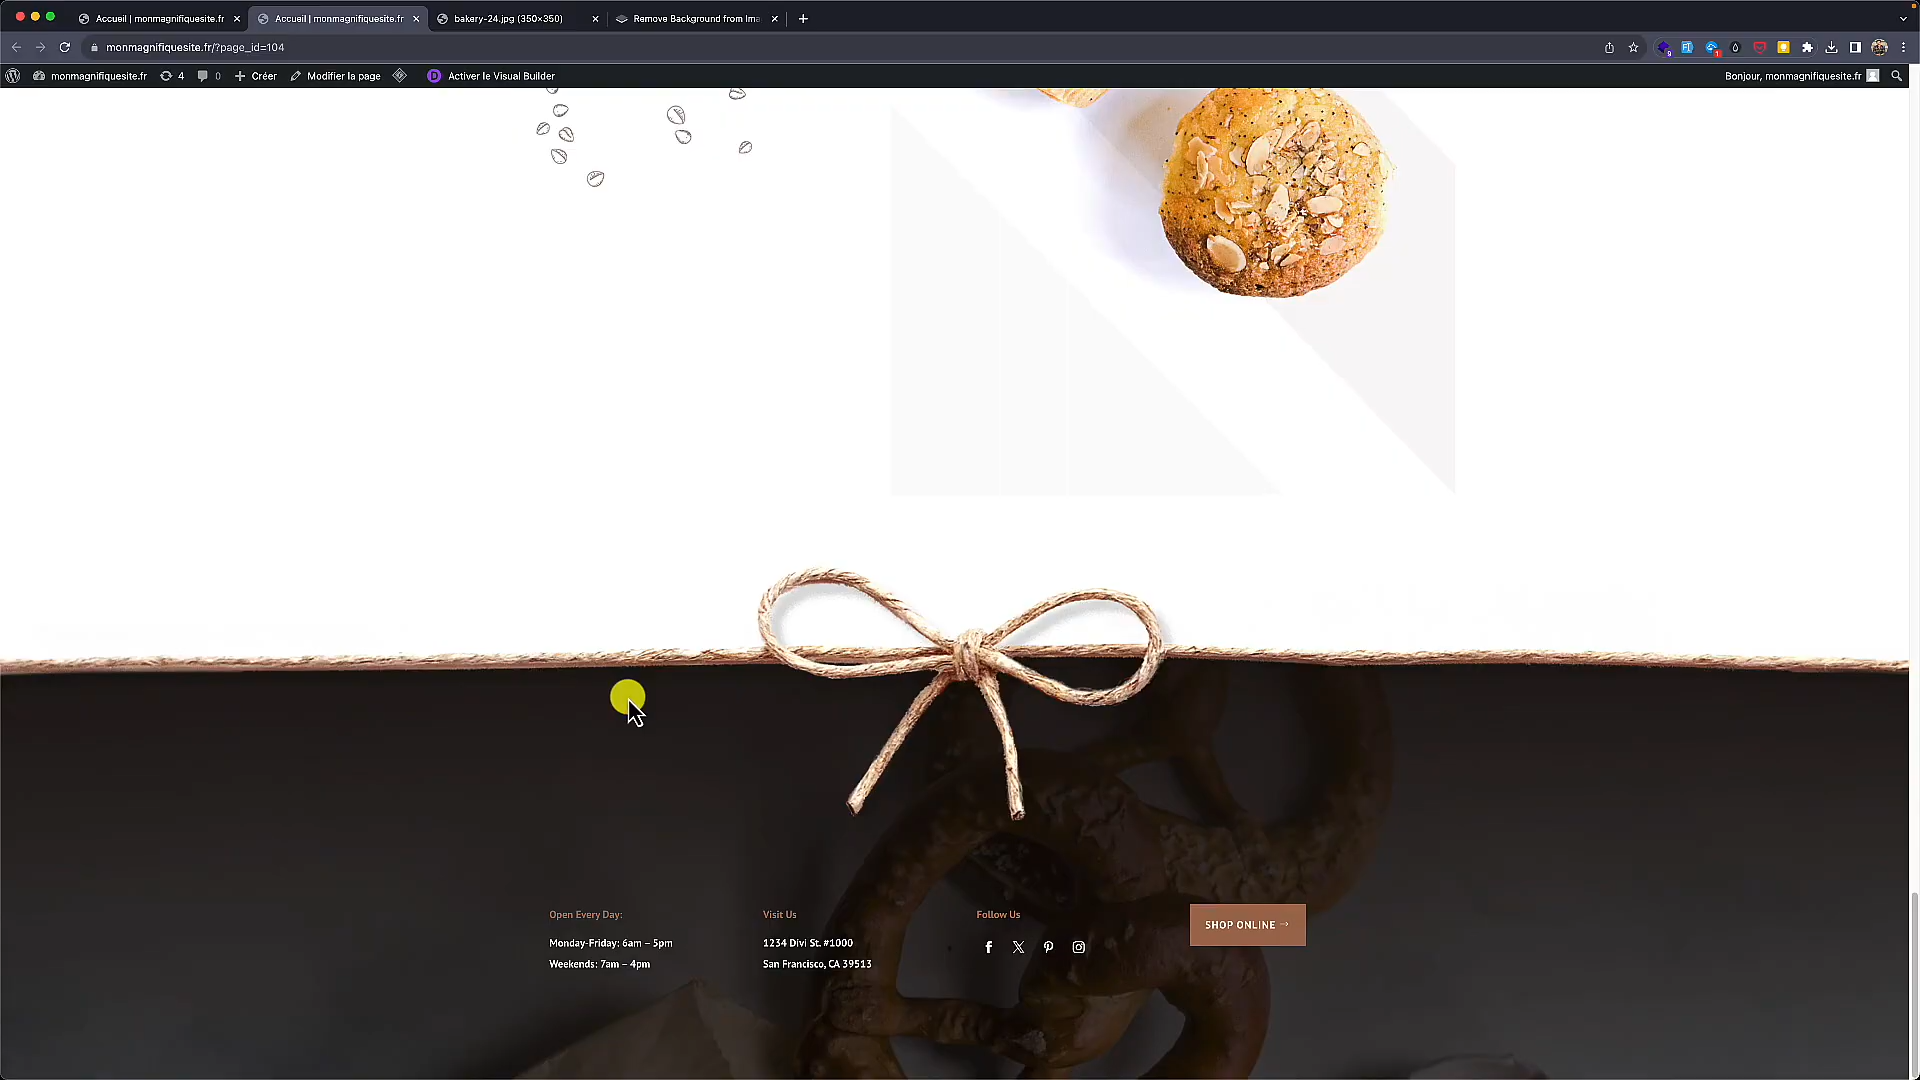 Accueil | monmagnifiquesite.fr
Accueil | monmagnifiquesite.fr
bakery-24.jpg (350×350)
Remove Background from Ima
monmagnifiquesite.fr/?page_id=104
monmagnifiquesite.fr
4
0
Créer
Modifier la page
Activer le Visual Builder
Bonjour, monmagnifiquesite.fr
Open Every Day:
Monday-Friday: 6am – 5pm
Weekends: 7am – 4pm
Visit Us
1234 Divi St. #1000
San Francisco, CA 39513
Follow Us
SHOP ONLINE →